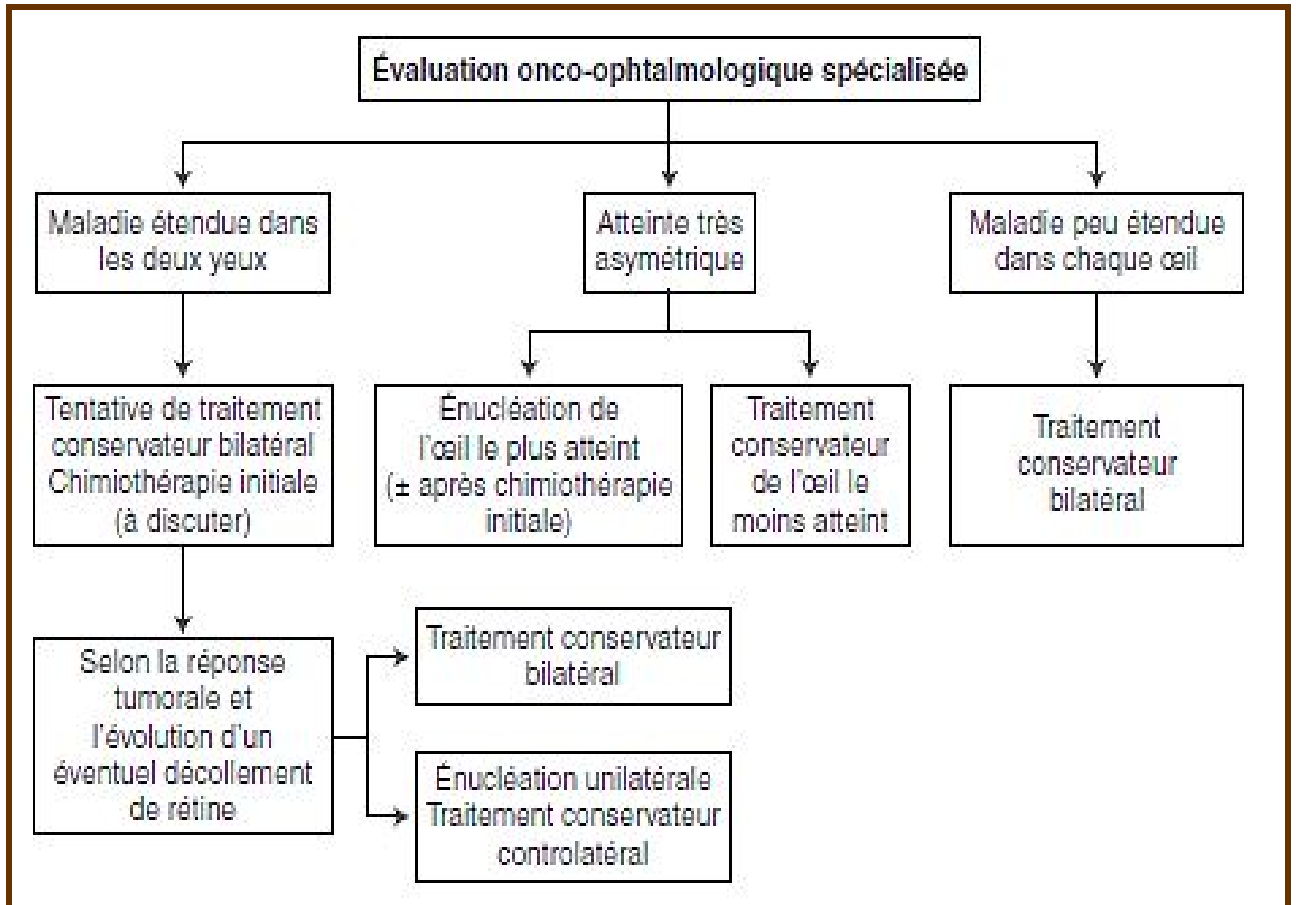 Évaluation onco-ophtalmologique spécialisée
Maladie étendue dans
les deux yeux
Atteinte très
asymétrique
Maladie peu étendue
dans chaque œil
Tentative de traitement
conservateur bilatéral
Chimiothérapie initiale
(à discuter)
Énucléation de
l'œil le plus atteint
(± après chimiothérapie
initiale)
Traitement
conservateur
de l'œil le
moins atteint
Traitement
conservateur
bilatéral
Selon la réponse
tumorale et
l'évolution d'un
éventuel décollement
de rétine
Traitement conservateur
bilatéral
Énucléation unilatérale
Traitement conservateur
controlatéral